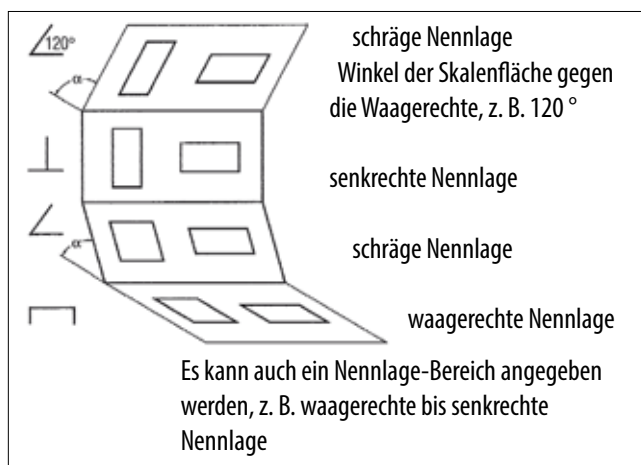 120°
α
schräge Nennlage
Winkel der Skalenfläche gegen
die Waagerechte, z. B. 120 °
senkrechte Nennlage
α
schräge Nennlage
waagerechte Nennlage
Es kann auch ein Nennlage-Bereich angegeben
werden, z. B. waagerechte bis senkrechte
Nennlage